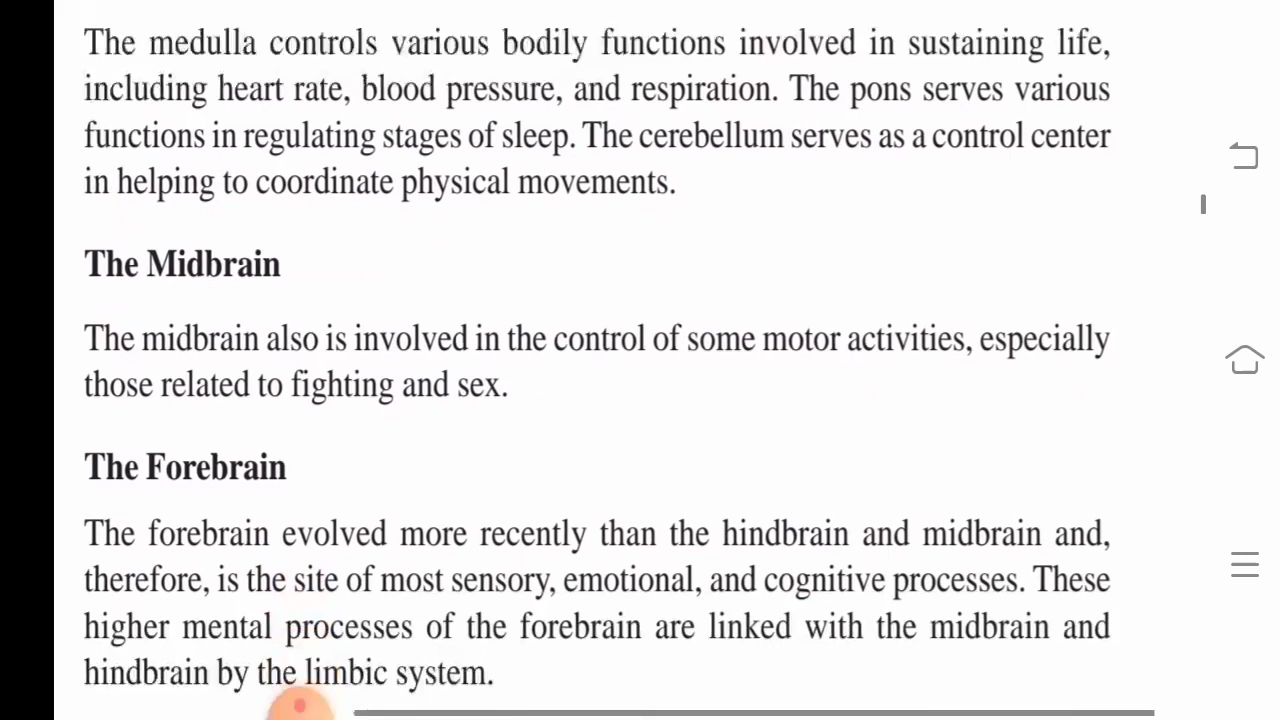 The medulla controls various bodily functions involved in sustaining life,
including heart rate, blood pressure, and respiration. The pons serves various
functions in regulating stages of sleep. The cerebellum serves as a control center
in helping to coordinate physical movements.
The Midbrain
The midbrain also is involved in the control of some motor activities, especially
those related to fighting and sex.
The Forebrain
The forebrain evolved more recently than the hindbrain and midbrain and,
therefore, is the site of most sensory, emotional, and cognitive processes. These
higher mental processes of the forebrain are linked with the midbrain and
hindbrain by the limbic system.